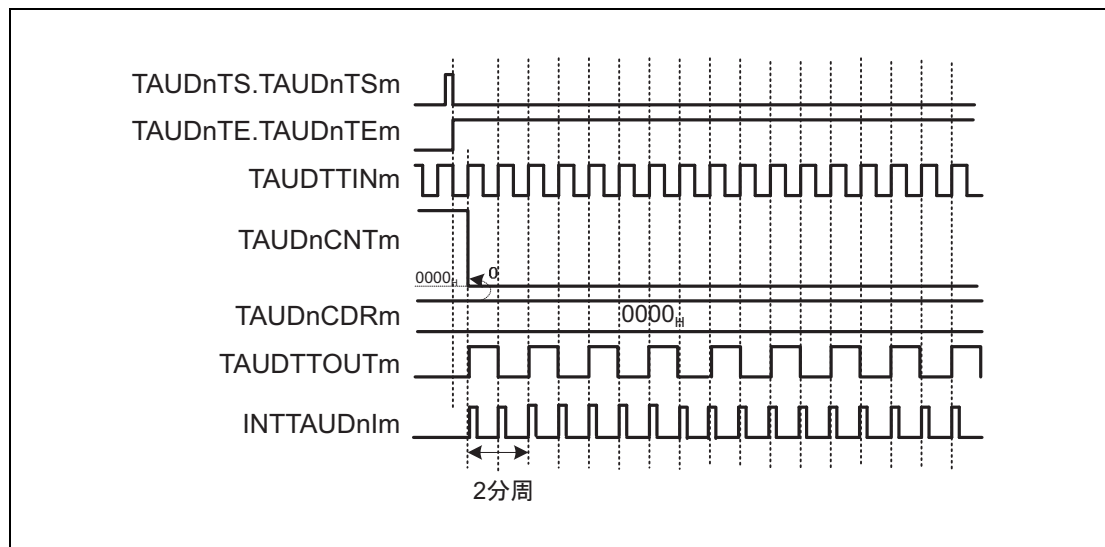 TAUDnTS.TAUDnTSm
TAUDnTE.TAUDnTEm
TAUDTTINm
TAUDnCNTm
0000H
0
TAUDnCDRm
0000H
TAUDTTOUTm
INTTAUDnIm
2分周